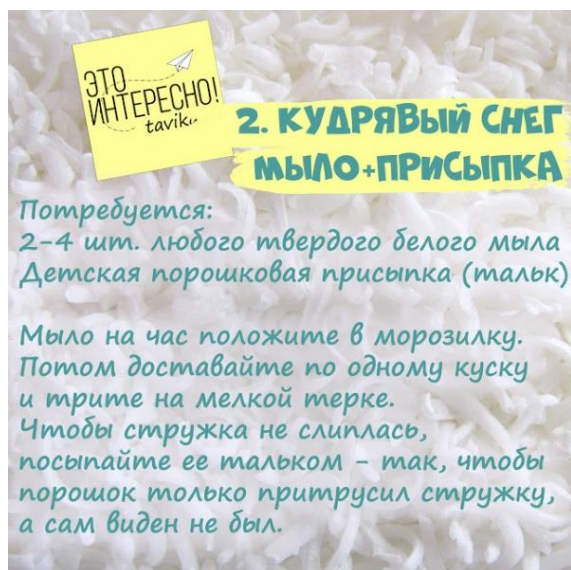 ЭТО
ИНТЕРЕСНО!
2. КУДРЯВЫЙ СНЕГ
МЫЛО+ПРИСЫПКА
Потребуется:
2-4 шт. любого твердого белого мыла
Детская порошковая присыпка (тальк)
Мыло на час положите в морозилку.
Потом доставайте по одному куску
и трите на мелкой терке.
Чтобы стружка не слиплась,
посыпайте ее тальком - так, чтобы
порошок только притрусил стружку,
а сам виден не был.